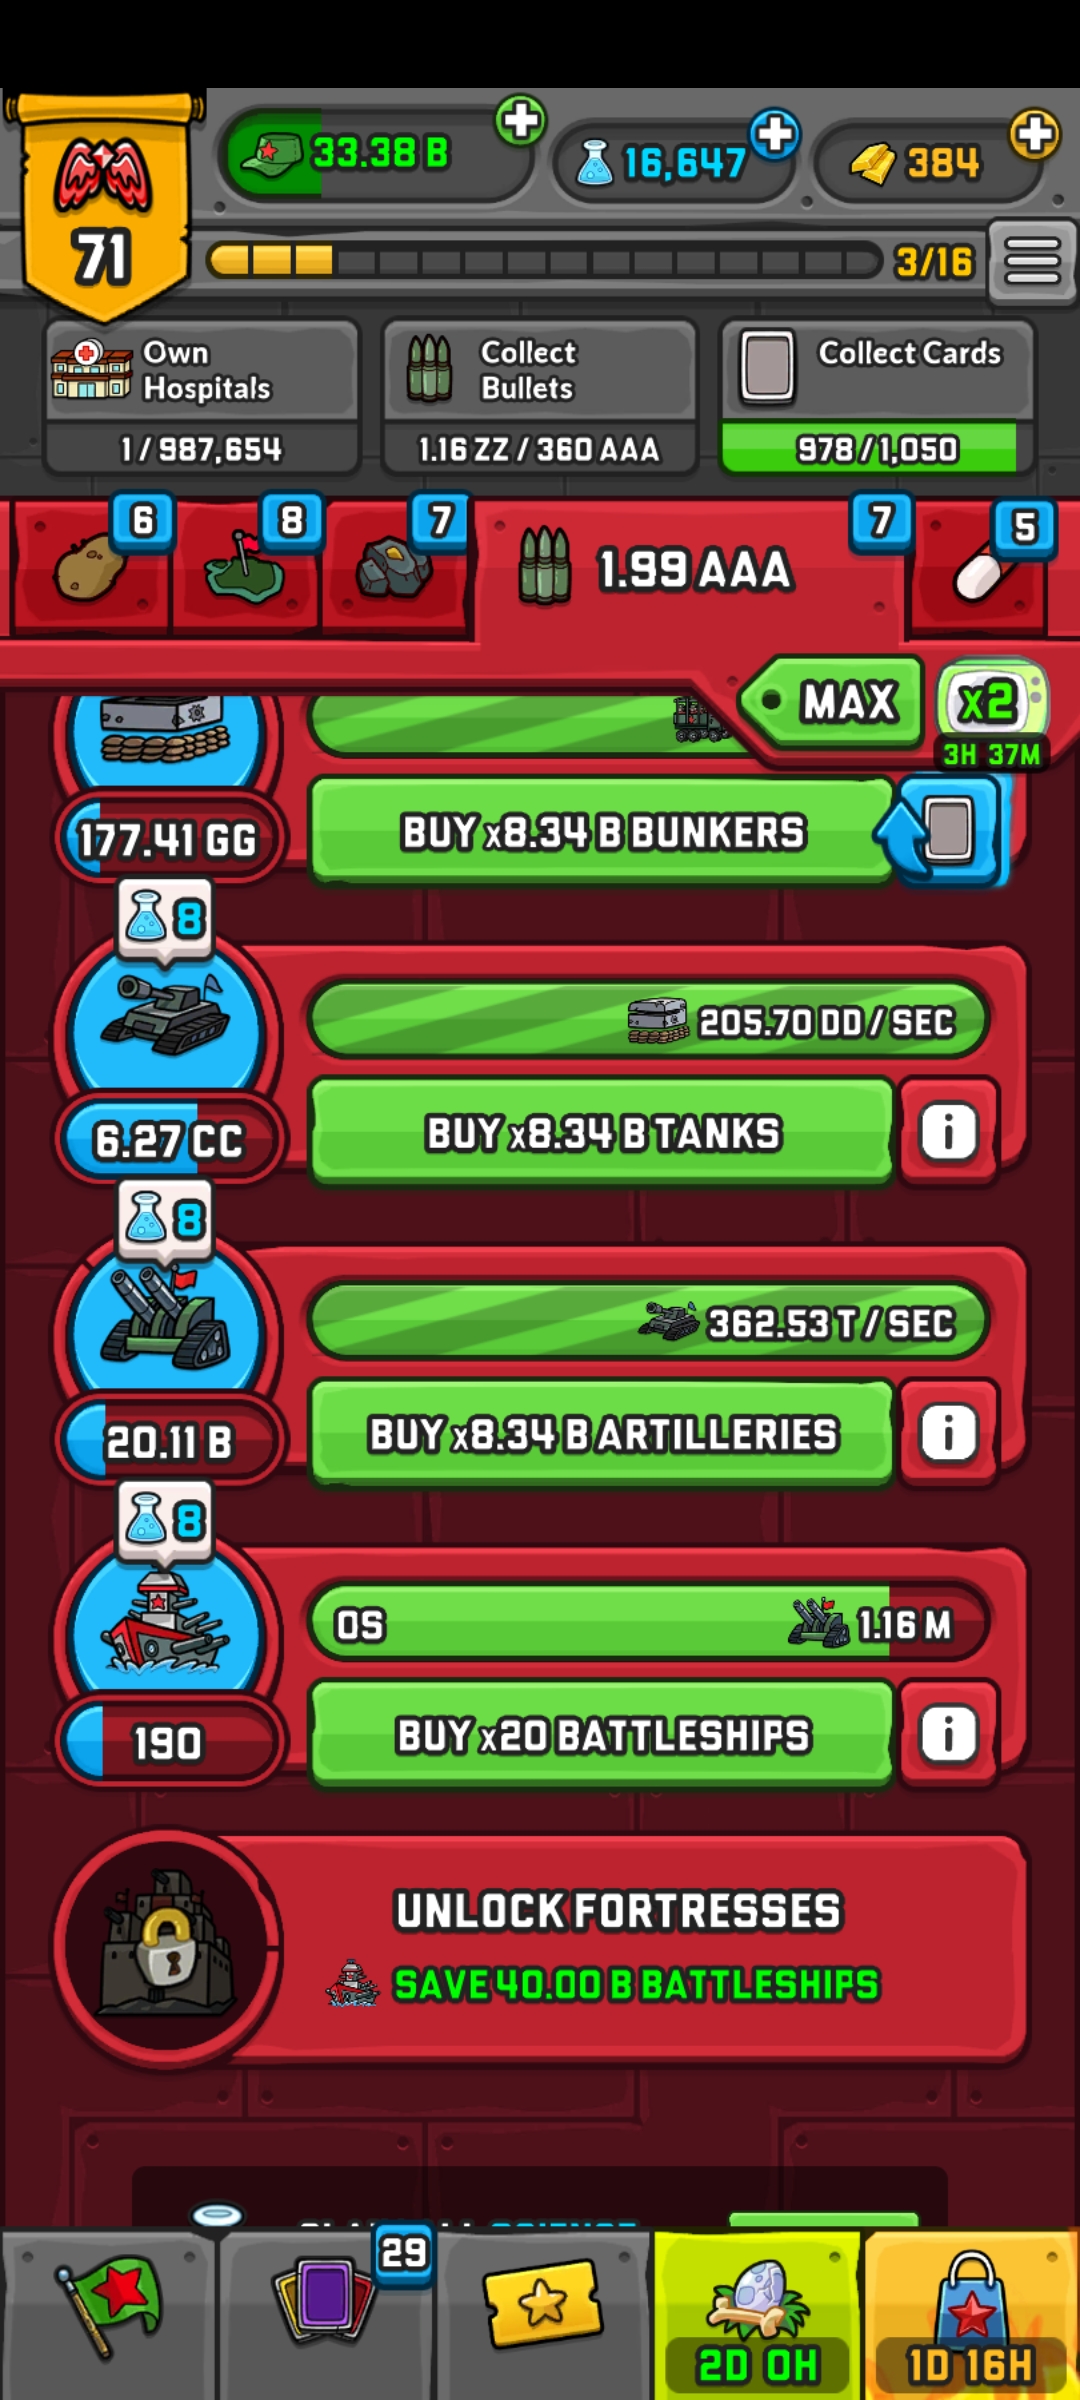 33.38 B
16,647
384
71
3/16
Own
Hospitals
1 / 987,654
Collect
Bullets
1.16 ZZ / 360 AAA
Collect Cards
978 / 1,050
6
8
7
1.99 AAA
7
5
MAX
x2
3H 37M
177.41 GG
BUY x8.34 B BUNKERS
8
205.70 DD / SEC
6.27 CC
BUY x8.34 B TANKS
i
8
362.53 T / SEC
20.11 B
BUY x8.34 B ARTILLERIES
i
8
0S
1.16 M
190
BUY x20 BATTLESHIPS
i
UNLOCK FORTRESSES
SAVE 40.00 B BATTLESHIPS
29
2D 0H
1D 16H